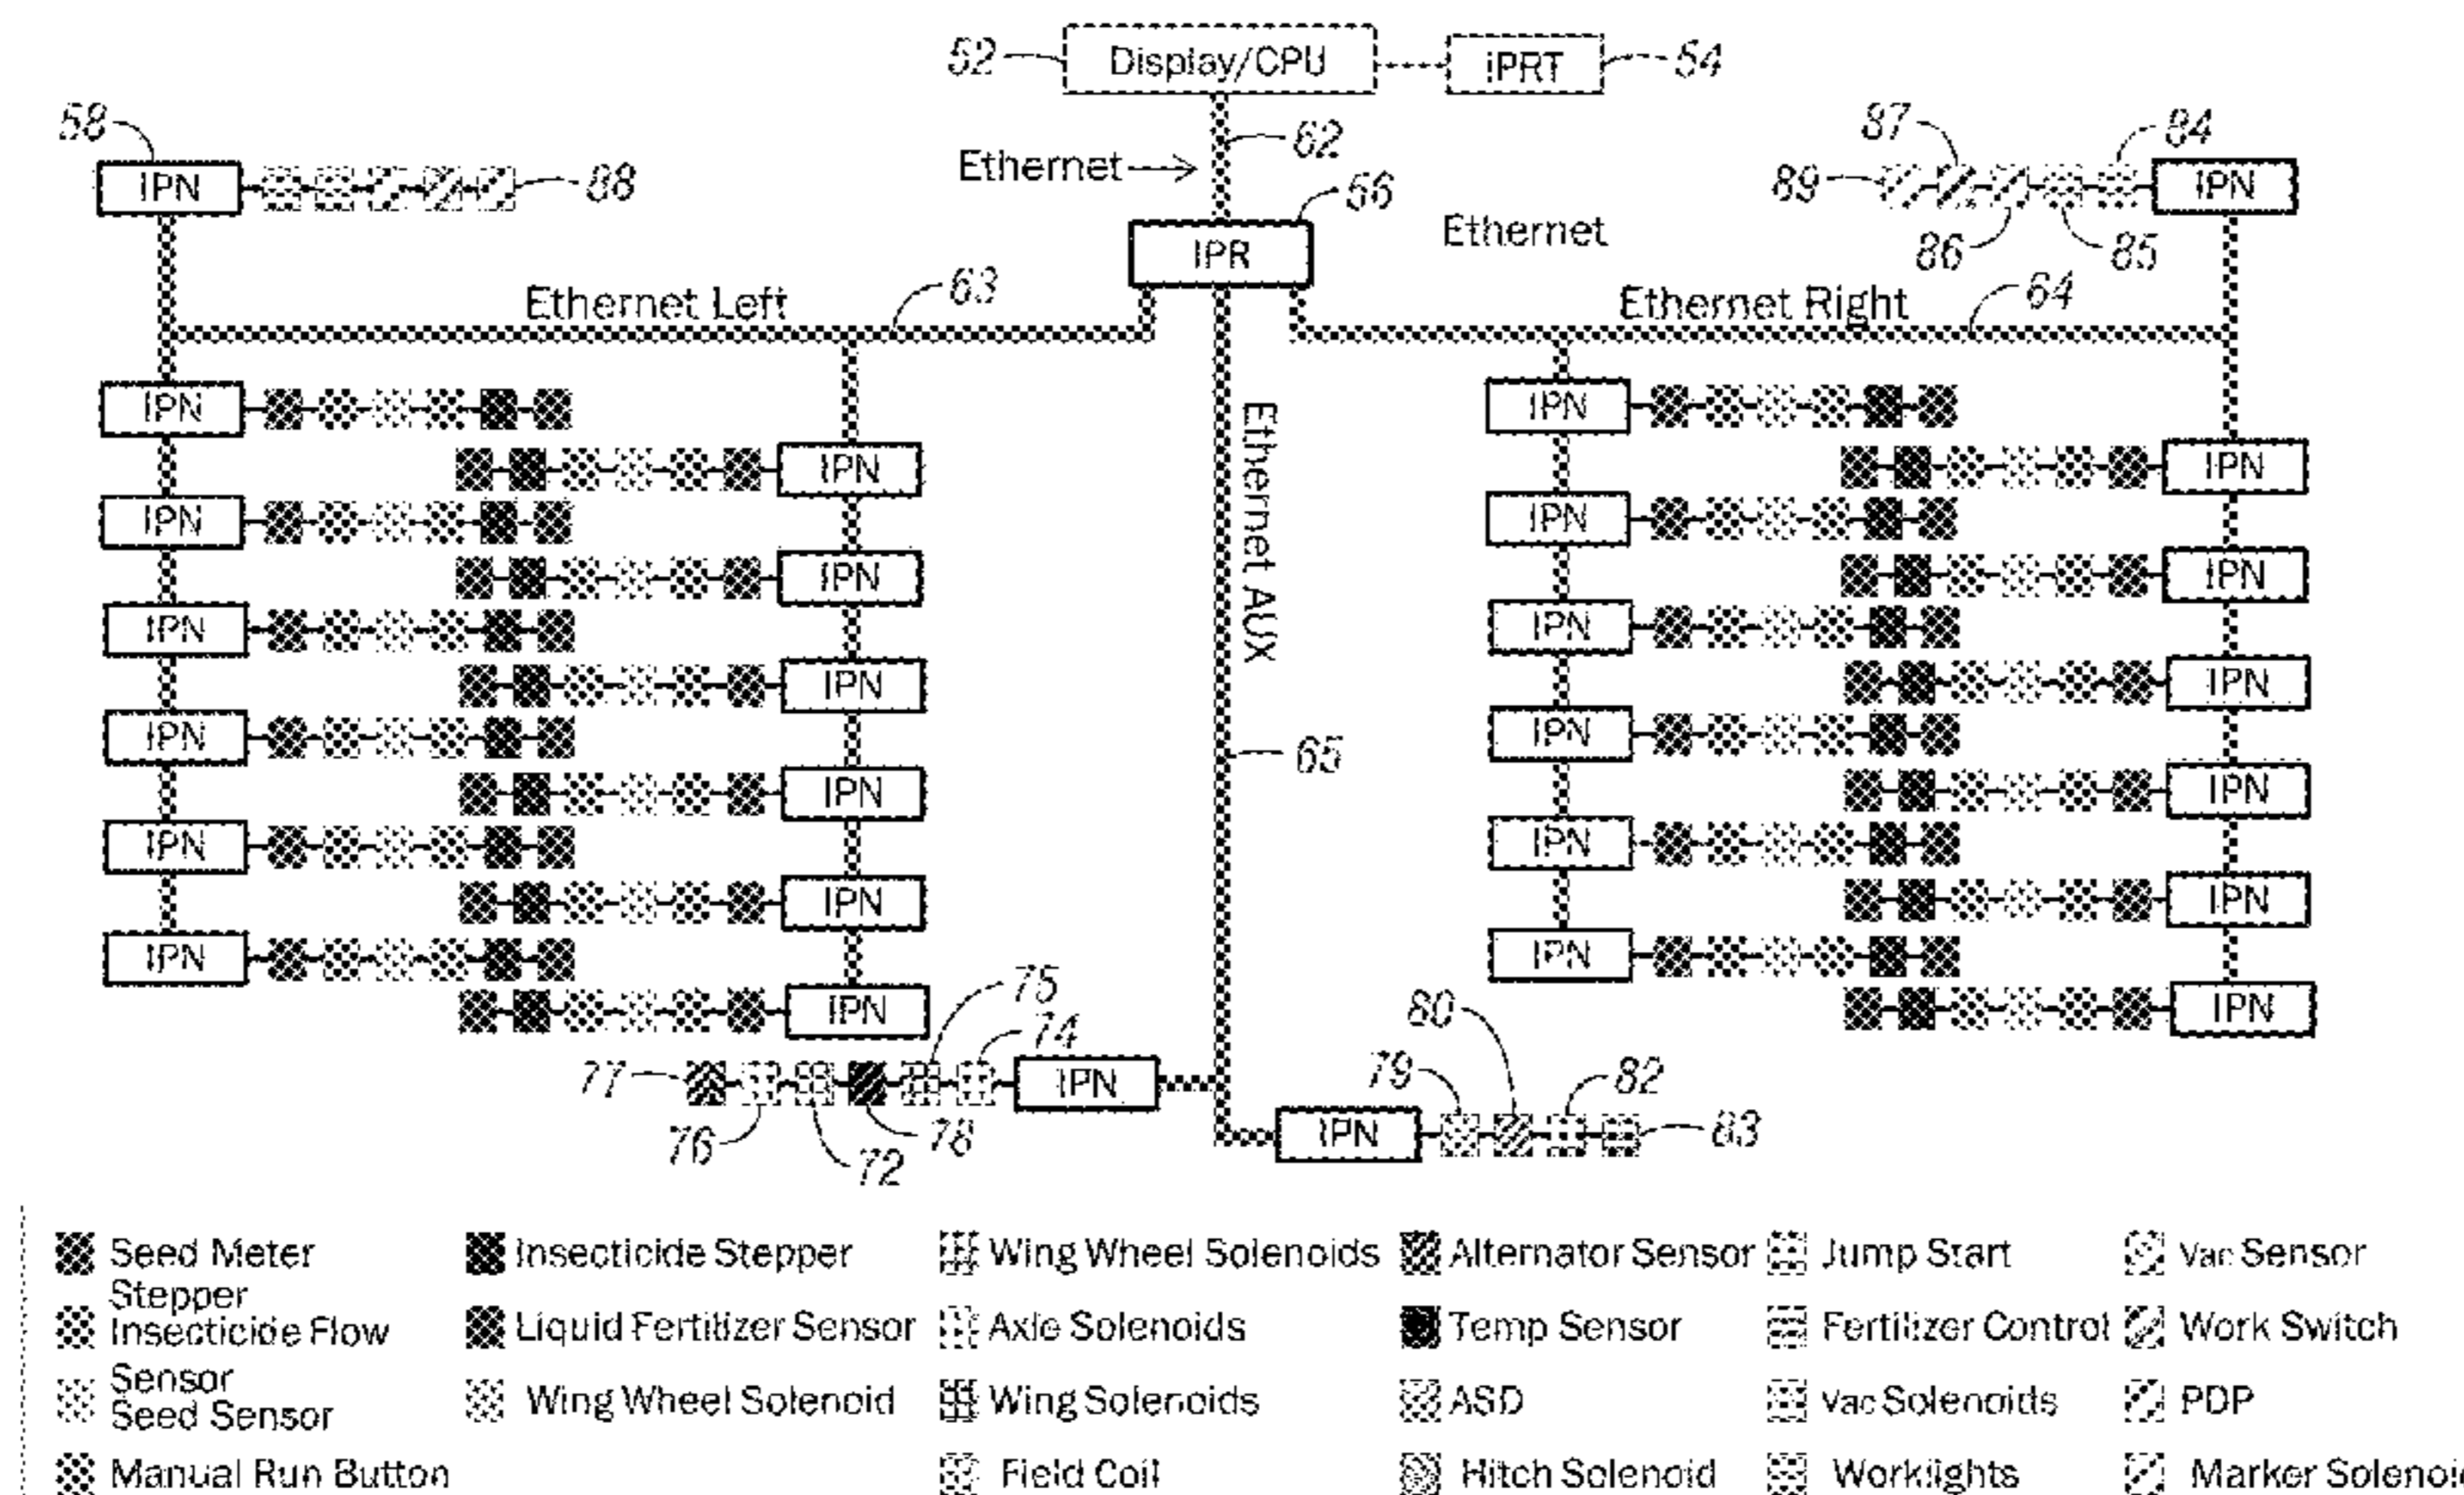 52 Display/CPU IPRT 54
58 62 87 84
Ethernet
IPN 88 56 89 IPN
Ethernet
IPR 86 85
Ethernet Left 63 Ethernet Right 64
IPN IPN
IPN IPN
IPN IPN
IPN IPN
IPN IPN
IPN IPN
Ethernet AUX
IPN IPN
IPN IPN
65
IPN IPN
IPN IPN
IPN IPN
IPN IPN
75 80
IPN IPN
74
77 IPN 79 82
76 72 78 IPN 83
Seed Meter Insecticide Stepper Wing Wheel Solenoids Alternator Sensor Jump Start Vac Sensor
Stepper
Insecticide Flow Liquid Fertilizer Sensor Axle Solenoids Temp Sensor Fertilizer Control Work Switch
Sensor
Seed Sensor Wing Wheel Solenoid Wing Solenoids ASD Vac Solenoids PDP
Manual Run Button Field Coil Hitch Solenoid Worklights Marker Solenoi